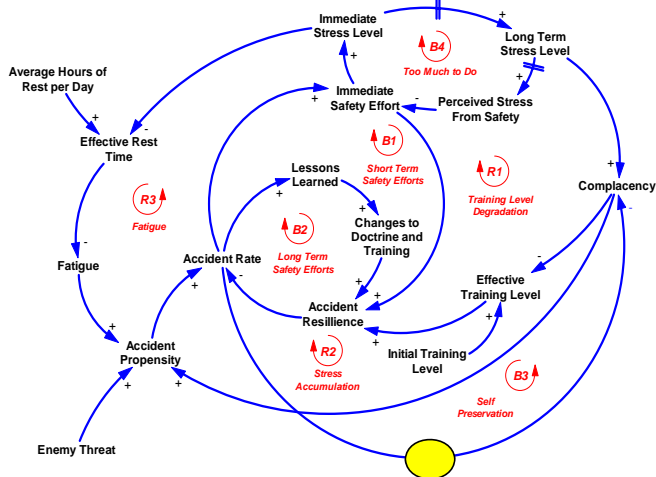 Immediate
Stress Level
B4
Too Much to Do
Long Term
Stress Level
Average Hours of
Rest per Day
Immediate
Safety Effort
Perceived Stress
From Safety
Effective Rest
Time
B1
Short Term
Safety Efforts
R1
Training Level
Degradation
Lessons
Learned
Complacency
R3
Fatigue
B2
Long Term
Safety Efforts
Changes to
Doctrine and
Training
Fatigue
Accident Rate
Effective
Training Level
Accident
Resillience
Accident
Propensity
R2
Stress
Accumulation
Initial Training
Level
B3
Self
Preservation
Enemy Threat